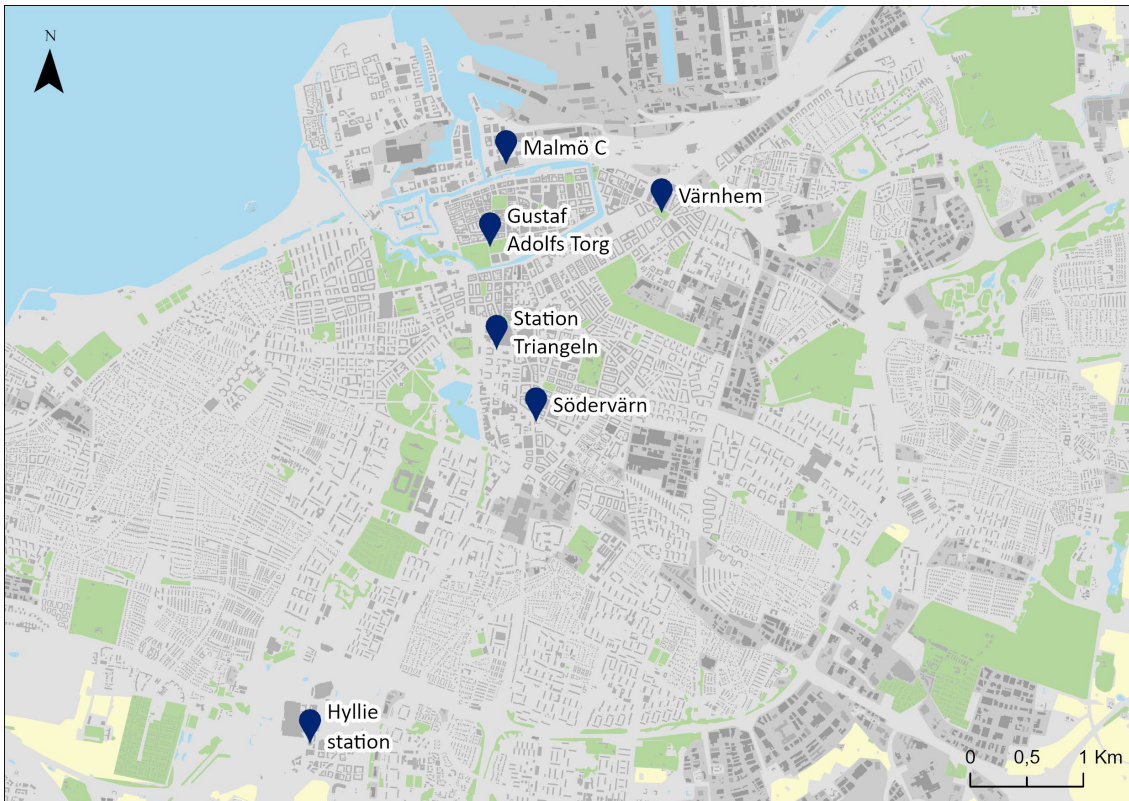 N
Malmö C
Värnhem
Gustaf
Adolfs Torg
Station
Triangeln
Södervärn
Hyllie
station
0 0,5 1 Km